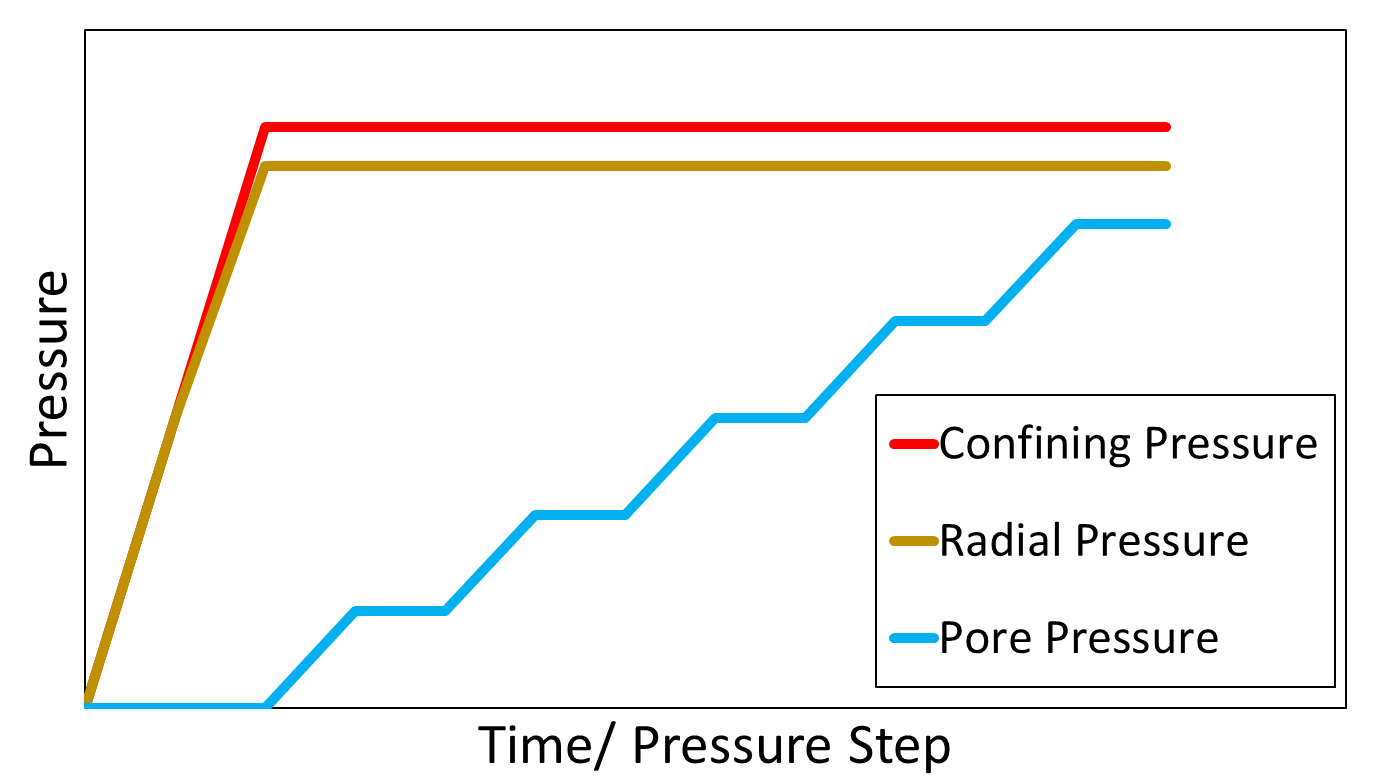 Pressure
Confining Pressure
Radial Pressure
Pore Pressure
Time/ Pressure Step